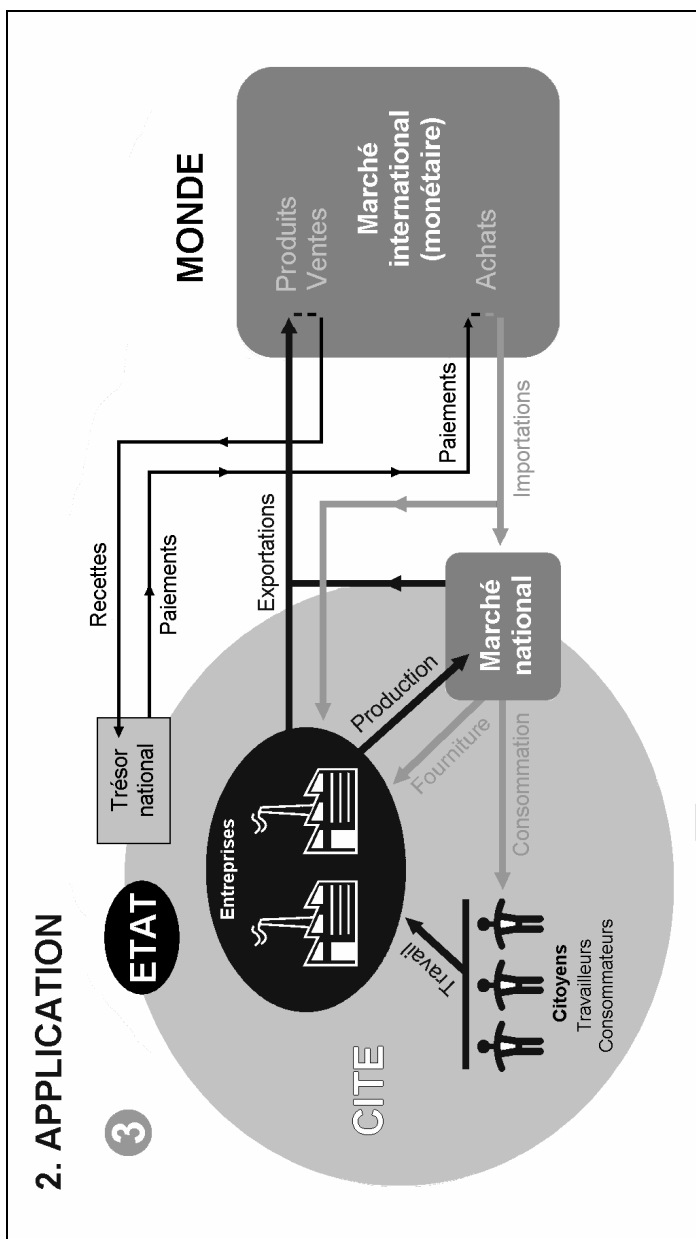 2. APPLICATION
3
ETAT
Trésor
national
Recettes
Paiements
MONDE
Entreprises
Exportations
Produits
Ventes
Marché
international
(monétaire)
Achats
Paiements
Importations
Production
Fourniture
Marché
national
Consommation
Travail
CITE
Citoyens
Travailleurs
Consommateurs